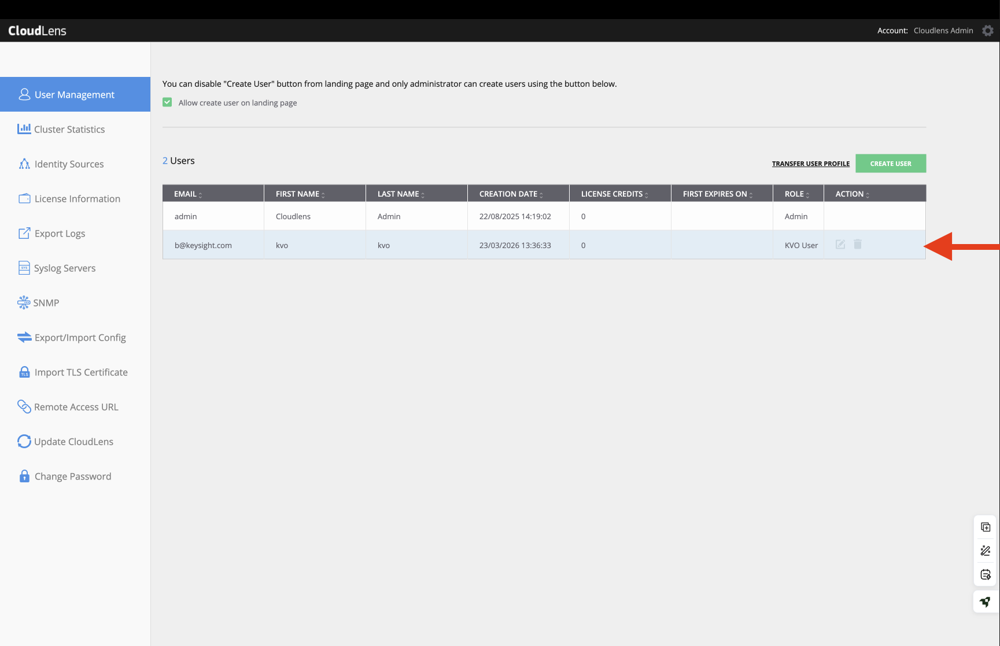 CloudLens
Account: Cloudlens Admin
User Management
Cluster Statistics
Identity Sources
License Information
Export Logs
SYS Syslog Servers
SNMP
Export/Import Config
TLS Import TLS Certificate
Remote Access URL
Update CloudLens
Change Password
You can disable "Create User" button from landing page and only administrator can create users using the button below.
Allow create user on landing page
2 Users
TRANSFER USER PROFILE CREATE USER
EMAIL FIRST NAME LAST NAME CREATION DATE LICENSE CREDITS FIRST EXPIRES ON ROLE ACTION
admin Cloudlens Admin 22/08/2025 14:19:02 0 Admin
b@keysight.com kvo kvo 23/03/2026 13:36:33 0 KVO User